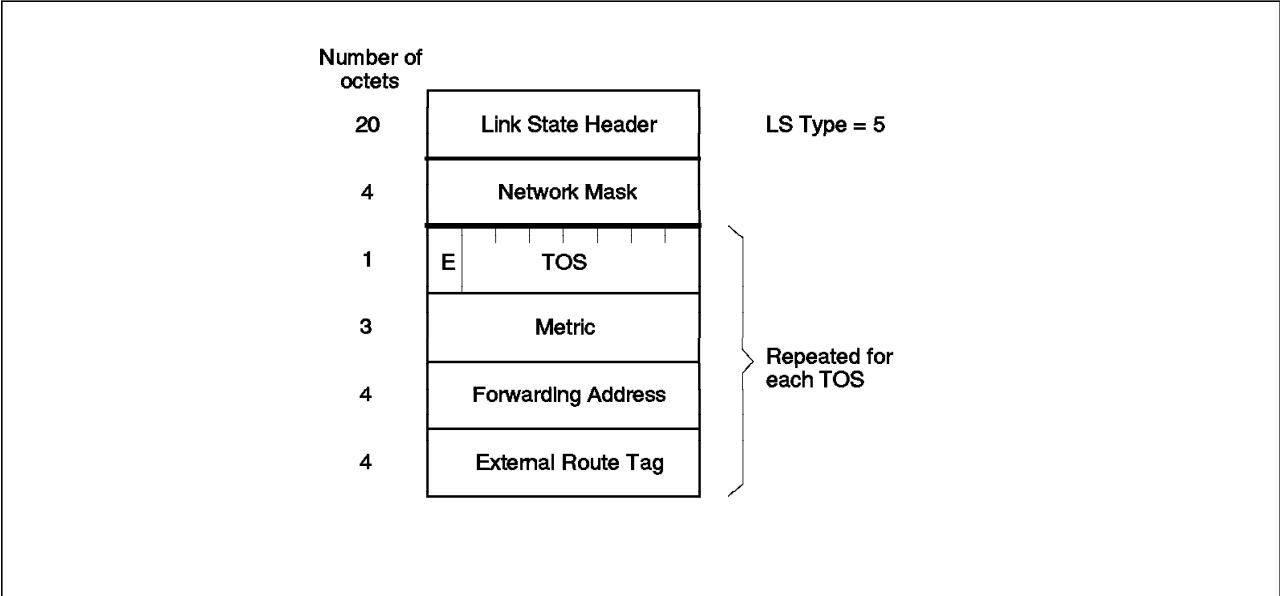 Number of
octets
20 Link State Header LS Type = 5
4 Network Mask
1 E TOS
3 Metric
Repeated for
each TOS
4 Forwarding Address
4 External Route Tag